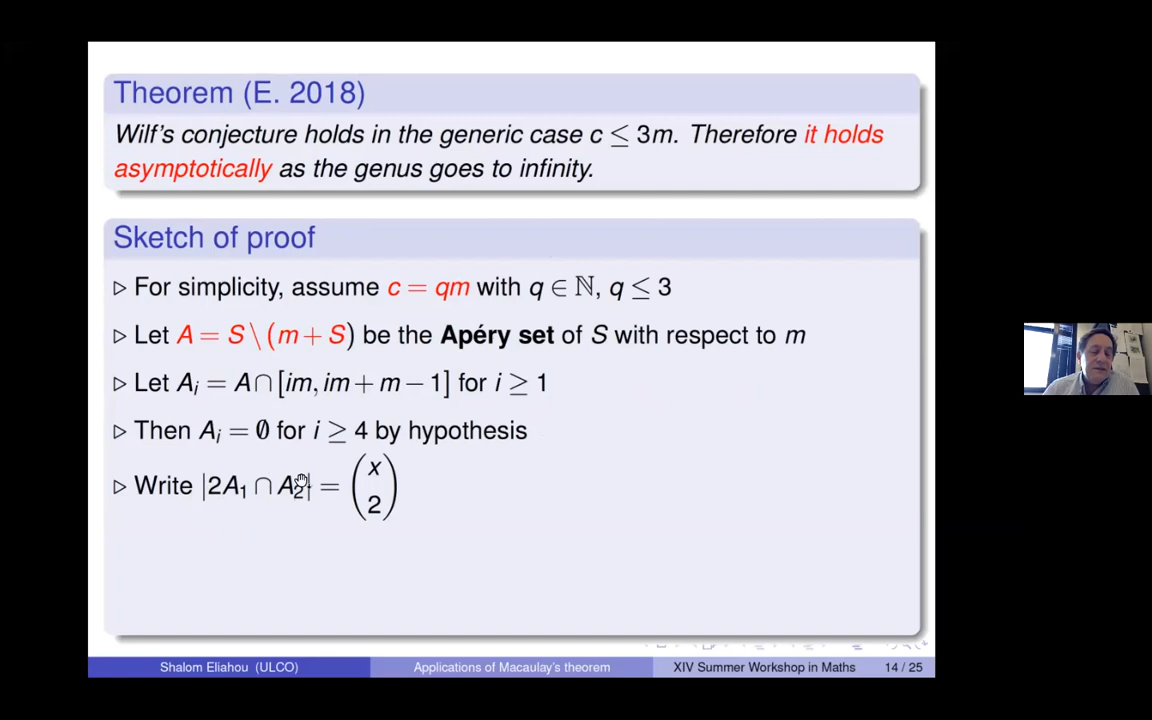 Theorem (E. 2018)
Wilf's conjecture holds in the generic case c ≤ 3m. Therefore it holds
asymptotically as the genus goes to infinity.
Sketch of proof
▷ For simplicity, assume c = qm with q ∈ ℕ, q ≤ 3
▷ Let A = S \ (m + S) be the Apéry set of S with respect to m
▷ Let Aᵢ = A ∩ [im, im + m − 1] for i ≥ 1
▷ Then Aᵢ = ∅ for i ≥ 4 by hypothesis
▷ Write |2A₁ ∩ A₂| = (x 2)
Shalom Eliahou (ULCO) Applications of Macaulay's theorem XIV Summer Workshop in Maths 14 / 25